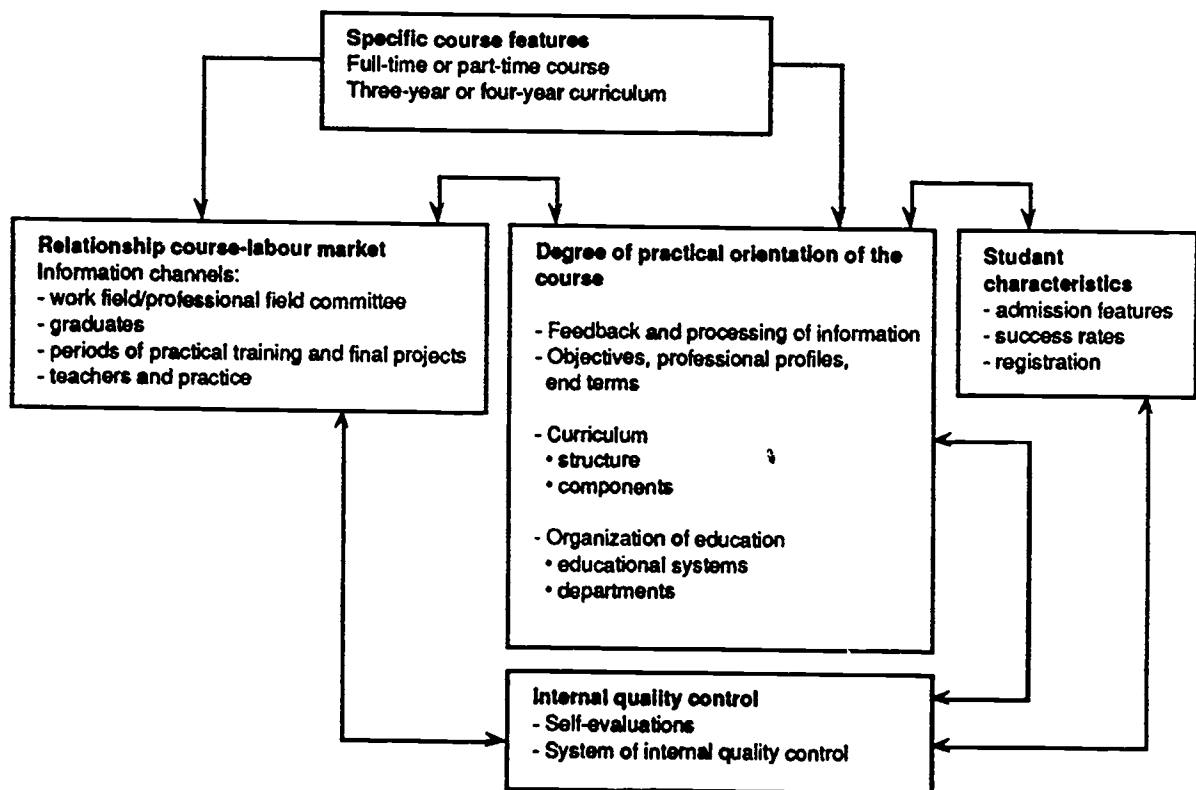 Specific course features
Full-time or part-time course
Three-year or four-year curriculum
Relationship course-labour market
Information channels:
- work field/professional field committee
- graduates
- periods of practical training and final projects
- teachers and practice
Degree of practical orientation of the
course
- Feedback and processing of information
- Objectives, professional profiles,
end terms
- Curriculum
• structure
• components
- Organization of education
• educational systems
• departments
Studant
characteristics
- admission features
- success rates
- registration
Internal quality control
- Self-evaluations
- System of internal quality control